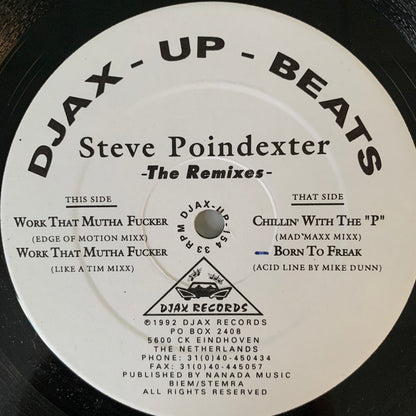 DJAX - UP - BEATS
Steve Poindexter
-The Remixes-
THIS SIDE
WORK THAT MUTHA FUCKER
(EDGE OF MOTION MIXX)
WORK THAT MUTHA FUCKER
(LIKE A TIM MIXX)
THAT SIDE
CHILLIN' WITH THE "P"
(MAD'MAXX MIXX)
BORN TO FREAK
(ACID LINE BY MIKE DUNN)
33 RPM DJAX-UP-154
DJAX RECORDS
©1992 DJAX RECORDS
PO BOX 2408
5600 CK EINDHOVEN
THE NETHERLANDS
PHONE: 31(0)40-450434
FAX: 31(0)40-445057
PUBLISHED BY NANADA MUSIC
BIEM/STEMRA
ALL RIGHTS RESERVED